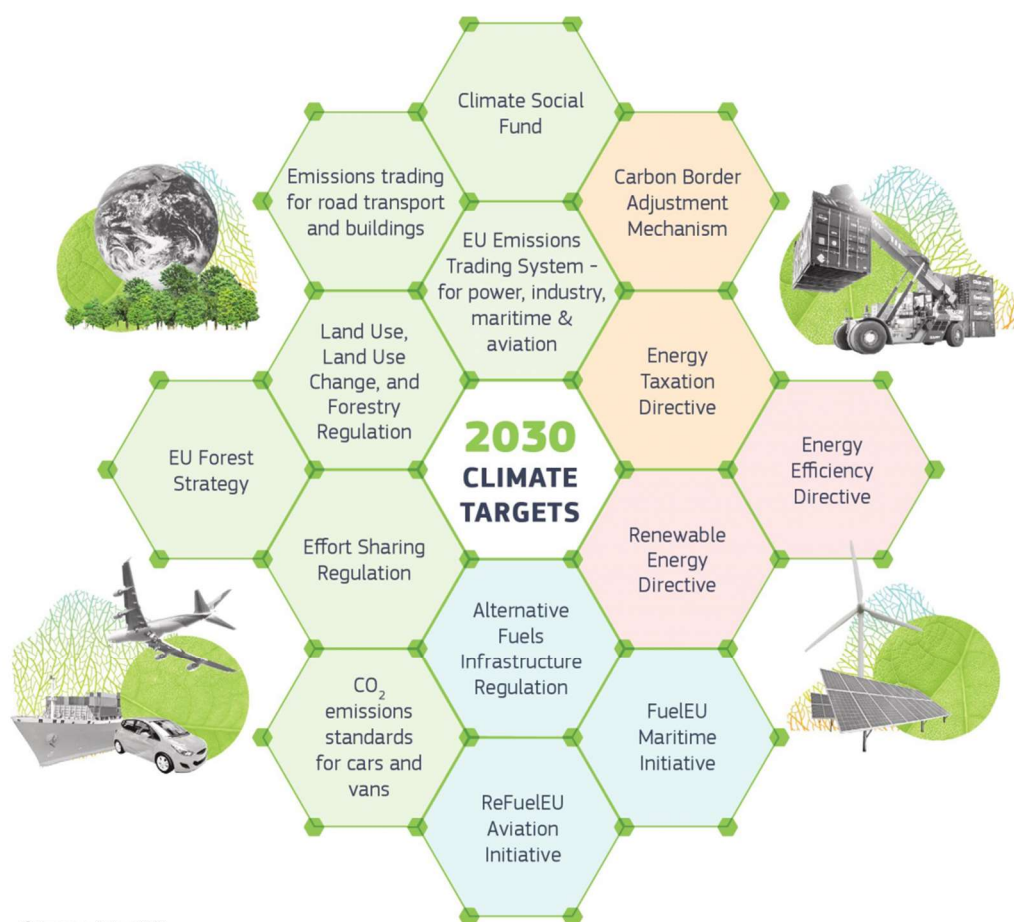 Climate Social
Fund
Emissions trading
for road transport
and buildings
Carbon Border
Adjustment
Mechanism
EU Emissions
Trading System -
for power, industry,
maritime &
aviation
Land Use,
Land Use
Change, and
Forestry
Regulation
Energy
Taxation
Directive
EU Forest
Strategy
2030
CLIMATE
TARGETS
Energy
Efficiency
Directive
Effort Sharing
Regulation
Renewable
Energy
Directive
Alternative
Fuels
Infrastructure
Regulation
CO₂
emissions
standards
for cars and
vans
FuelEU
Maritime
Initiative
ReFuelEU
Aviation
Initiative